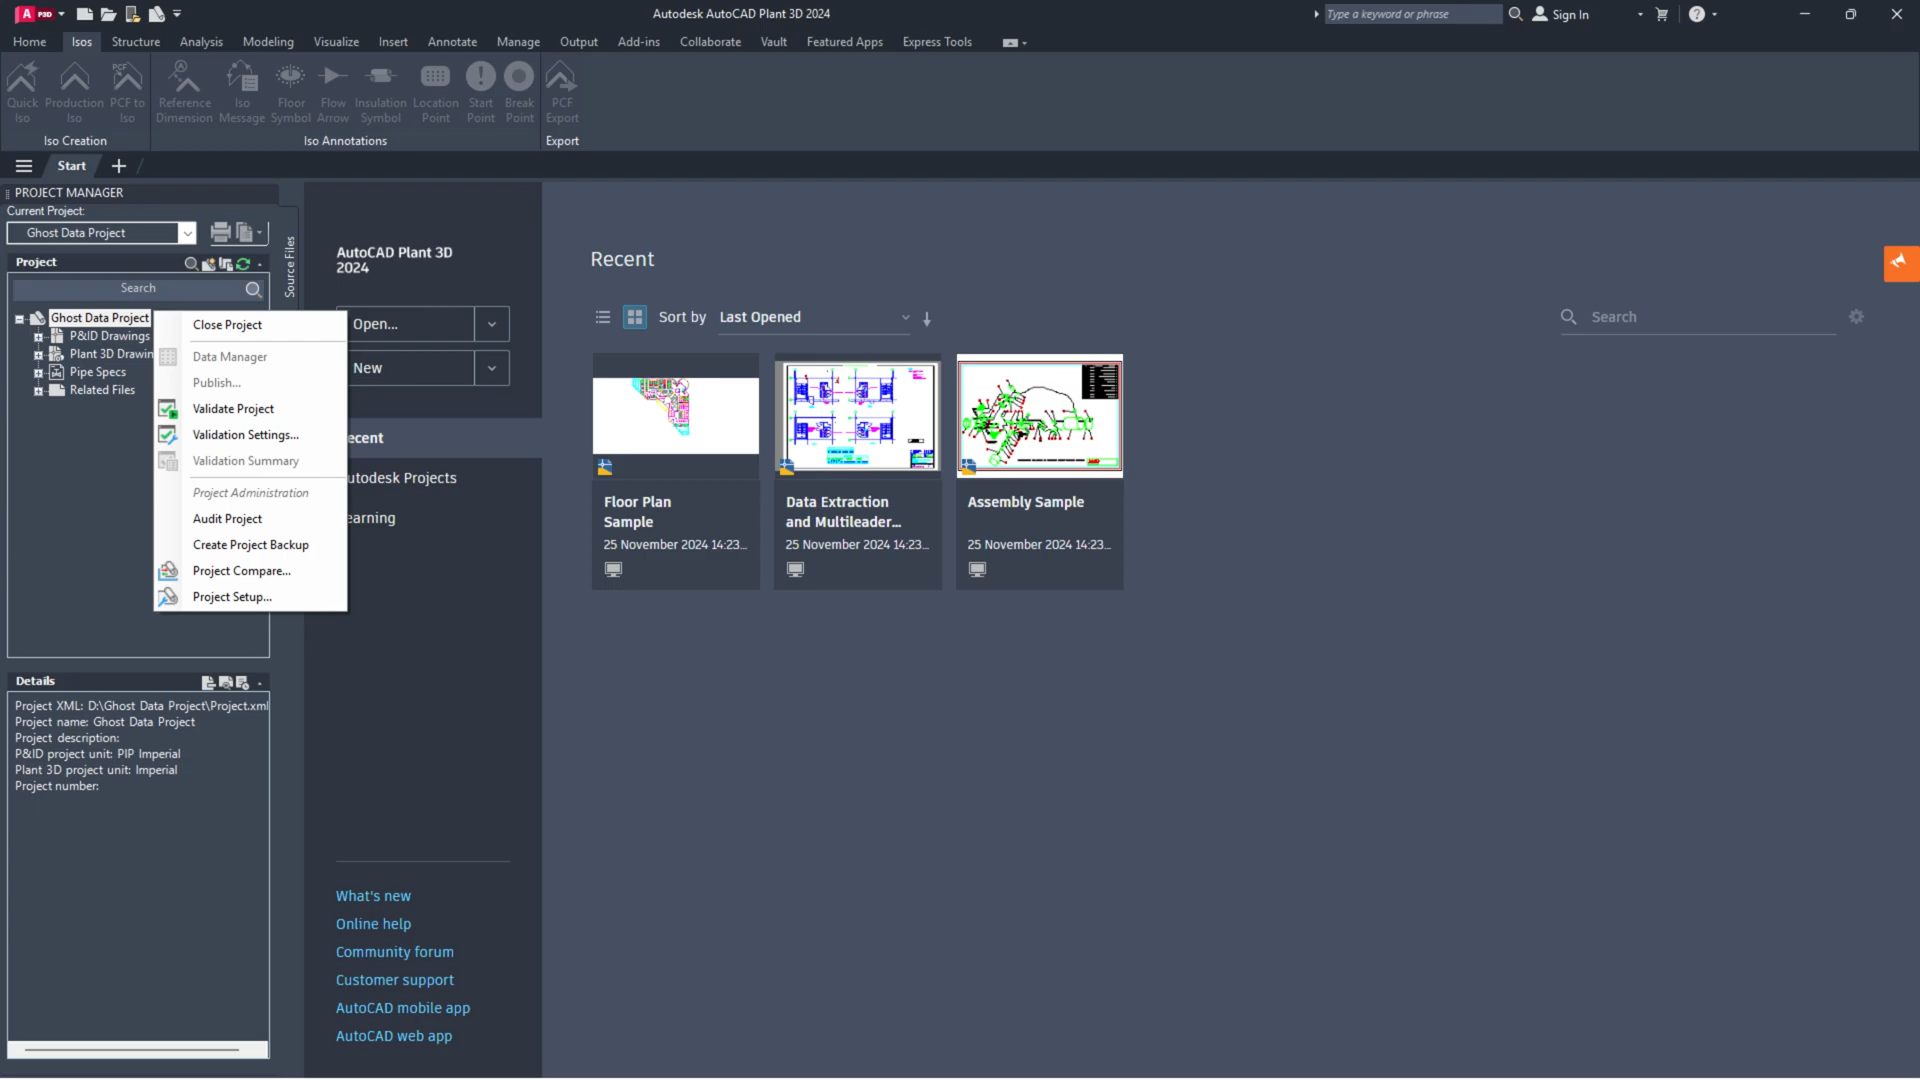 A P3D
Autodesk AutoCAD Plant 3D 2024
Type a keyword or phrase
Sign In
Home
Isos
Structure
Analysis
Modeling
Visualize
Insert
Annotate
Manage
Output
Add-ins
Collaborate
Vault
Featured Apps
Express Tools
Quick
Iso
Production
Iso
PCF to
Iso
Reference
Dimension
Iso
Message
Floor
Symbol
Flow
Arrow
Insulation
Symbol
Location
Point
Start
Point
Break
Point
PCF
Export
Iso Creation
Iso Annotations
Export
Start
PROJECT MANAGER
Current Project:
Ghost Data Project
Source Files
Project
Search
Ghost Data Project
P&ID Drawings
Plant 3D Drawin
Pipe Specs
Related Files
Close Project
Data Manager
Publish...
Validate Project
Validation Settings...
Validation Summary
Project Administration
Audit Project
Create Project Backup
Project Compare...
Project Setup...
Details
Project XML: D:\Ghost Data Project\Project.xml
Project name: Ghost Data Project
Project description:
P&ID project unit: PIP Imperial
Plant 3D project unit: Imperial
Project number:
AutoCAD Plant 3D
2024
Open...
New
ecent
utodesk Projects
earning
What's new
Online help
Community forum
Customer support
AutoCAD mobile app
AutoCAD web app
Recent
Sort by
Last Opened
Search
Floor Plan
Sample
25 November 2024 14:23...
Data Extraction
and Multileader...
25 November 2024 14:23...
Assembly Sample
25 November 2024 14:23...